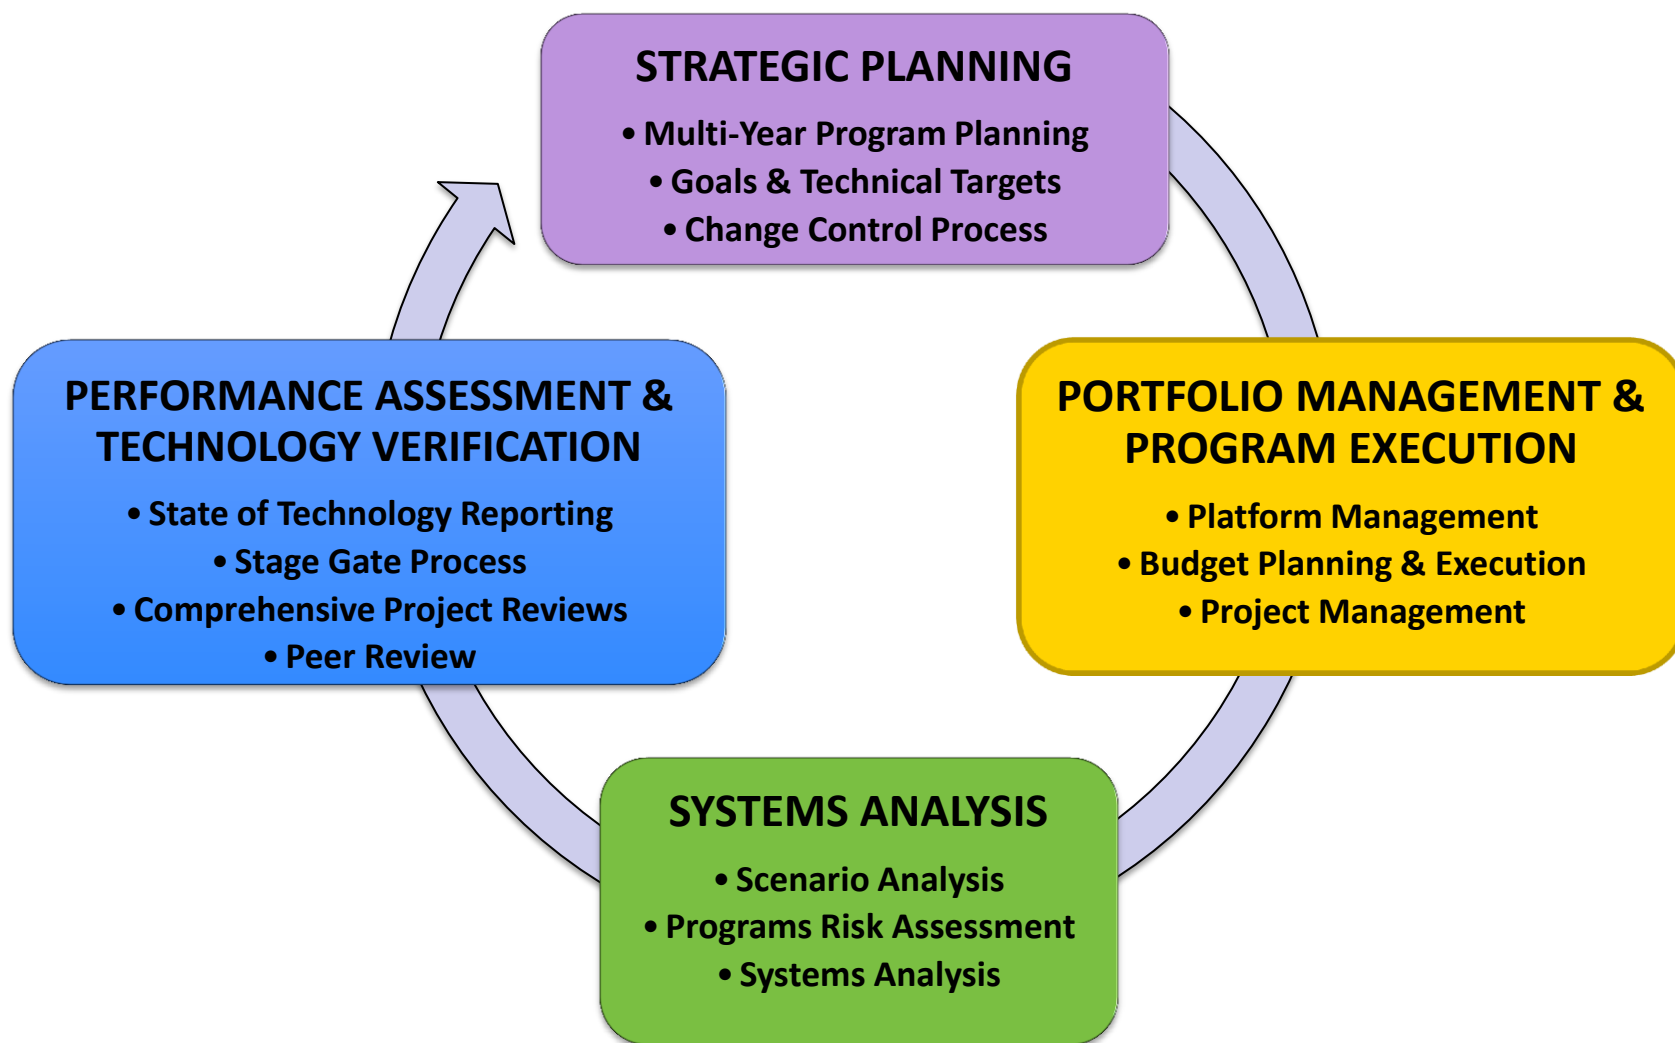 STRATEGIC PLANNING
• Multi-Year Program Planning
• Goals & Technical Targets
• Change Control Process
PERFORMANCE ASSESSMENT &
TECHNOLOGY VERIFICATION
• State of Technology Reporting
• Stage Gate Process
• Comprehensive Project Reviews
• Peer Review
PORTFOLIO MANAGEMENT &
PROGRAM EXECUTION
• Platform Management
• Budget Planning & Execution
• Project Management
SYSTEMS ANALYSIS
• Scenario Analysis
• Programs Risk Assessment
• Systems Analysis